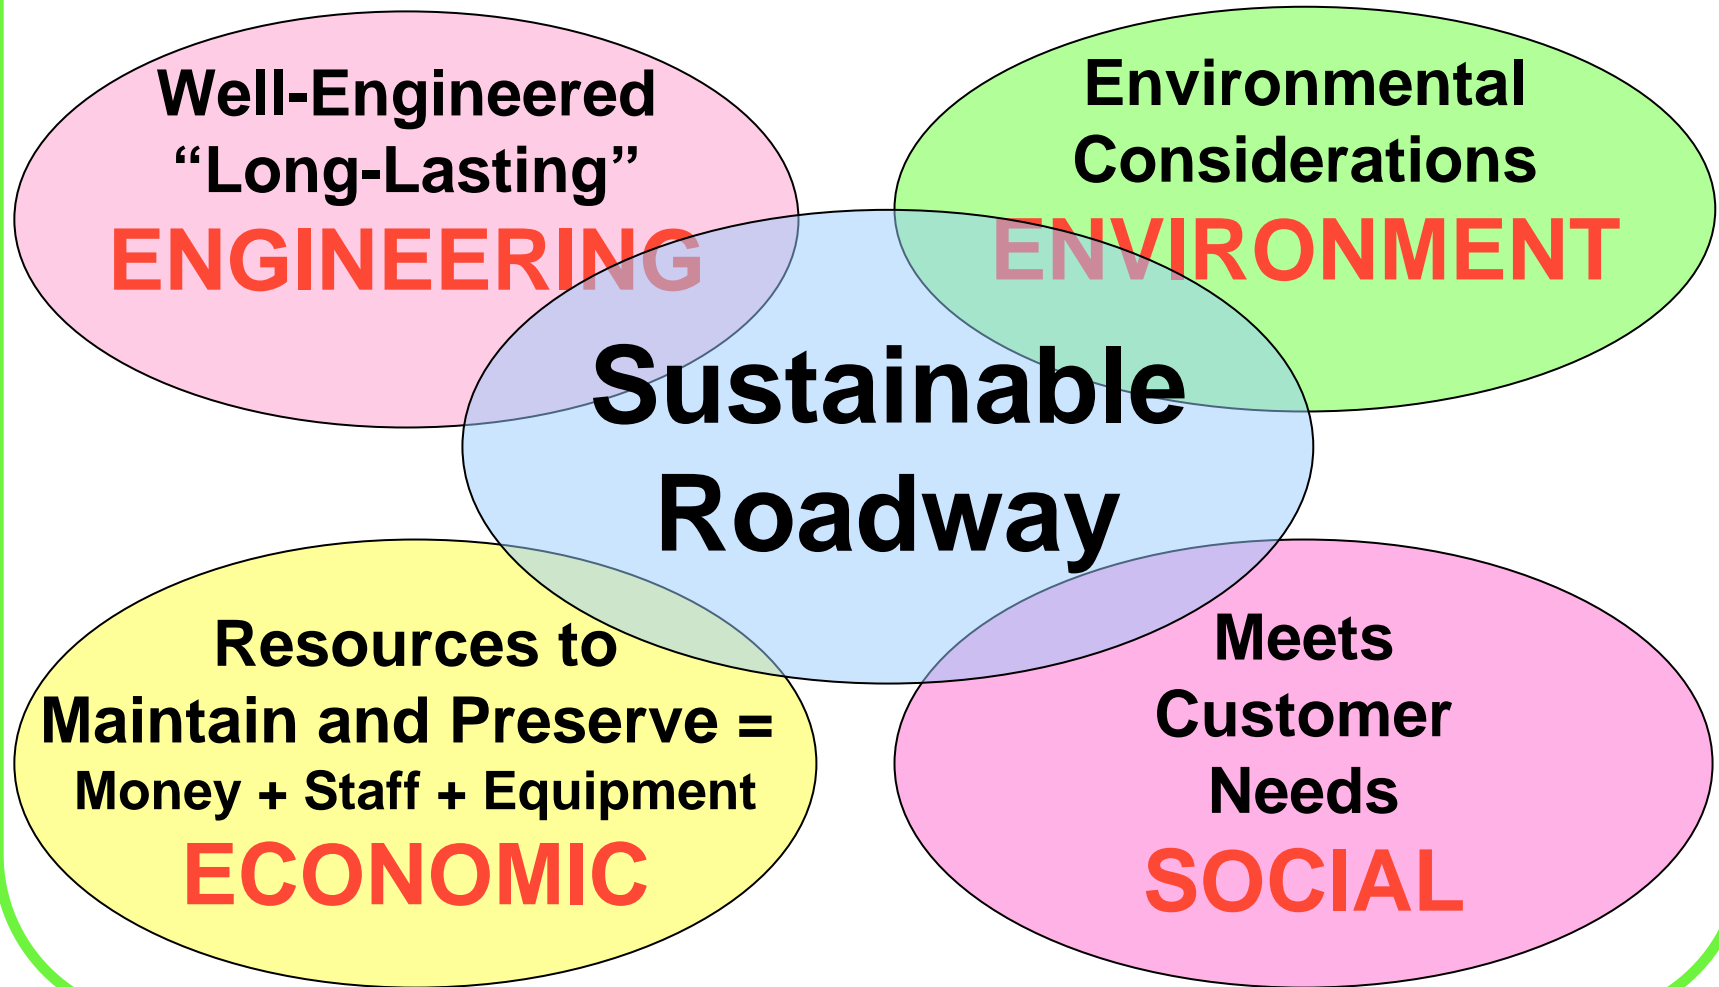 Well-Engineered
“Long-Lasting”
ENGINEERING
Environmental
Considerations
ENVIRONMENT
Sustainable
Roadway
Resources to
Maintain and Preserve =
Money + Staff + Equipment
ECONOMIC
Meets
Customer
Needs
SOCIAL